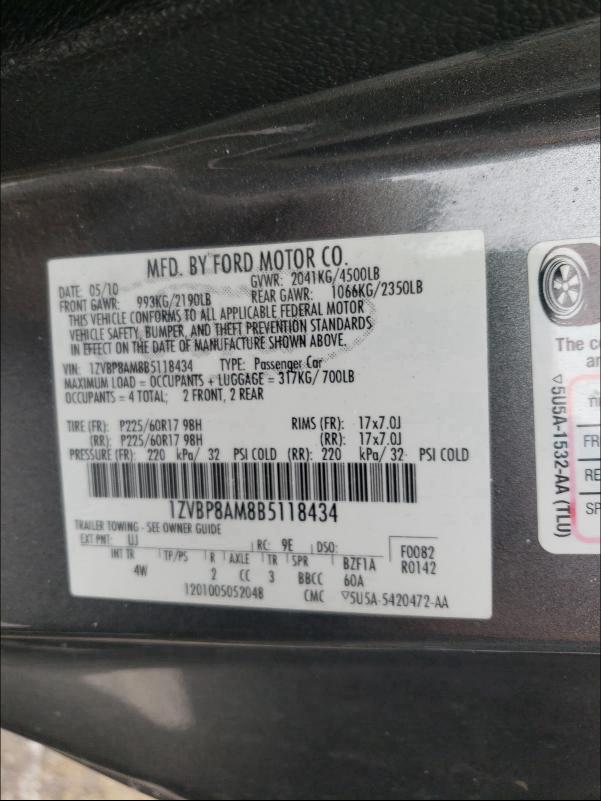 MFD. BY FORD MOTOR CO.
DATE: 05/10 GVWR: 2041KG/4500LB
FRONT GAWR: 993KG/2190LB REAR GAWR: 1066KG/2350LB
THIS VEHICLE CONFORMS TO ALL APPLICABLE FEDERAL MOTOR
VEHICLE SAFETY, BUMPER, AND THEFT PREVENTION STANDARDS
IN EFFECT ON THE DATE OF MANUFACTURE SHOWN ABOVE.
VIN: 1ZVBP8AM8B5118434 TYPE: Passenger Car
MAXIMUM LOAD = OCCUPANTS + LUGGAGE = 317KG/700LB
OCCUPANTS = 4 TOTAL; 2 FRONT, 2 REAR
TIRE (FR): P225/60R17 98H RIMS (FR): 17x7.0J
(RR): P225/60R17 98H (RR): 17x7.0J
PRESSURE (FR): 220 kPa/ 32 PSI COLD (RR): 220 kPa/ 32 PSI COLD
1ZVBP8AM8B5118434
TRAILER TOWING - SEE OWNER GUIDE
EXT PNT: UJ RC: 9E DSO: F0082
INT TR TP/PS R AXLE TR SPR BZF1A R0142
4W 2 CC 3 BBCC 60A
1201005052048 CMC ▽5U5A-5420472-AA
The co
an
▽5U5A-1532-AA (TLU)
FR
RE
SP